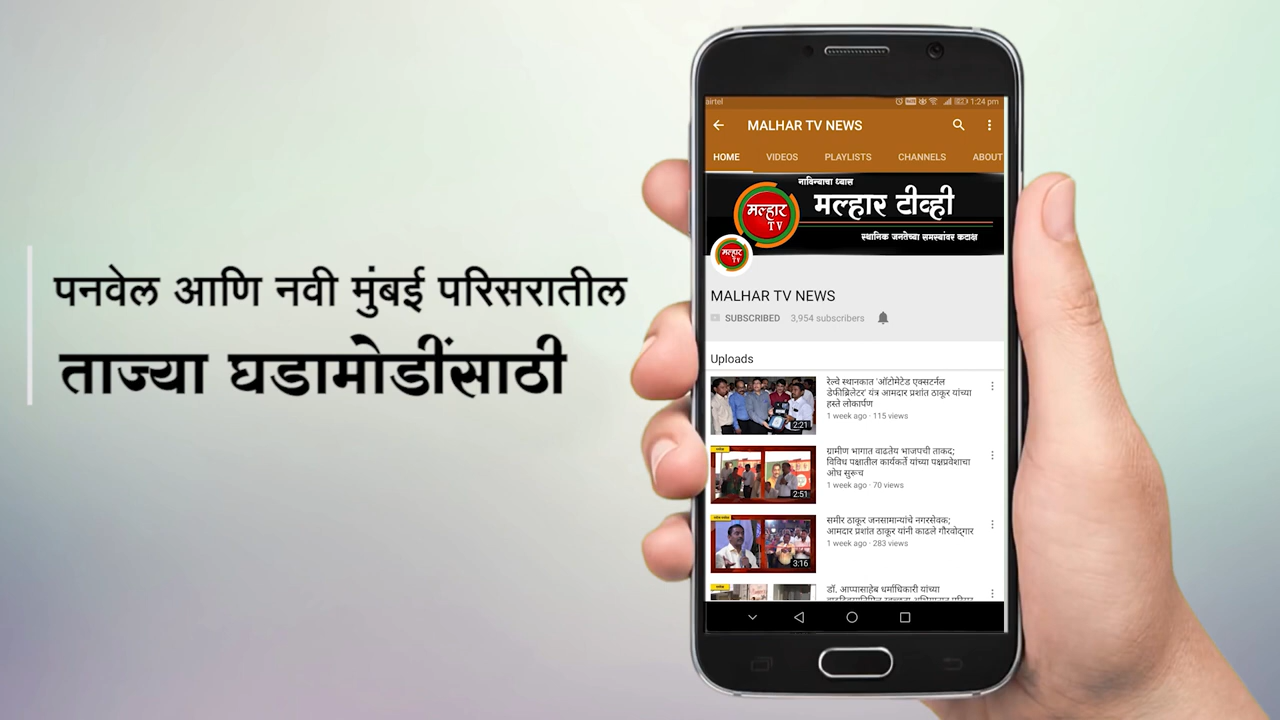 पनवेल आणि नवी मुंबई परिसरातील
ताज्या घडामोडींसाठी
airtel
1:24 pm
MALHAR TV NEWS
HOME VIDEOS PLAYLISTS CHANNELS ABOUT
नाविन्याचा ध्यास
मल्हार टीव्ही
मल्हार
TV
स्थानिक जनतेच्या समस्यांवर कटाक्ष
मल्हार
TV
MALHAR TV NEWS
SUBSCRIBED 3,954 subscribers
Uploads
रेल्वे स्थानकात 'ऑटोमेटेड एक्सटर्नल
डेफीब्रिलेटर' यंत्र आमदार प्रशांत ठाकूर यांच्या
हस्ते लोकार्पण
1 week ago · 115 views
2:21
ग्रामीण भागात वाढतेय भाजपची ताकद;
विविध पक्षातील कार्यकर्ते यांच्या पक्षप्रवेशाचा
ओघ सुरूच
1 week ago · 70 views
2:51
समीर ठाकूर जनसामान्यांचे नगरसेवक;
आमदार प्रशांत ठाकूर यांनी काढले गौरवोद्गार
1 week ago · 283 views
3:16
डॉ. आप्पासाहेब धर्माधिकारी यांच्या